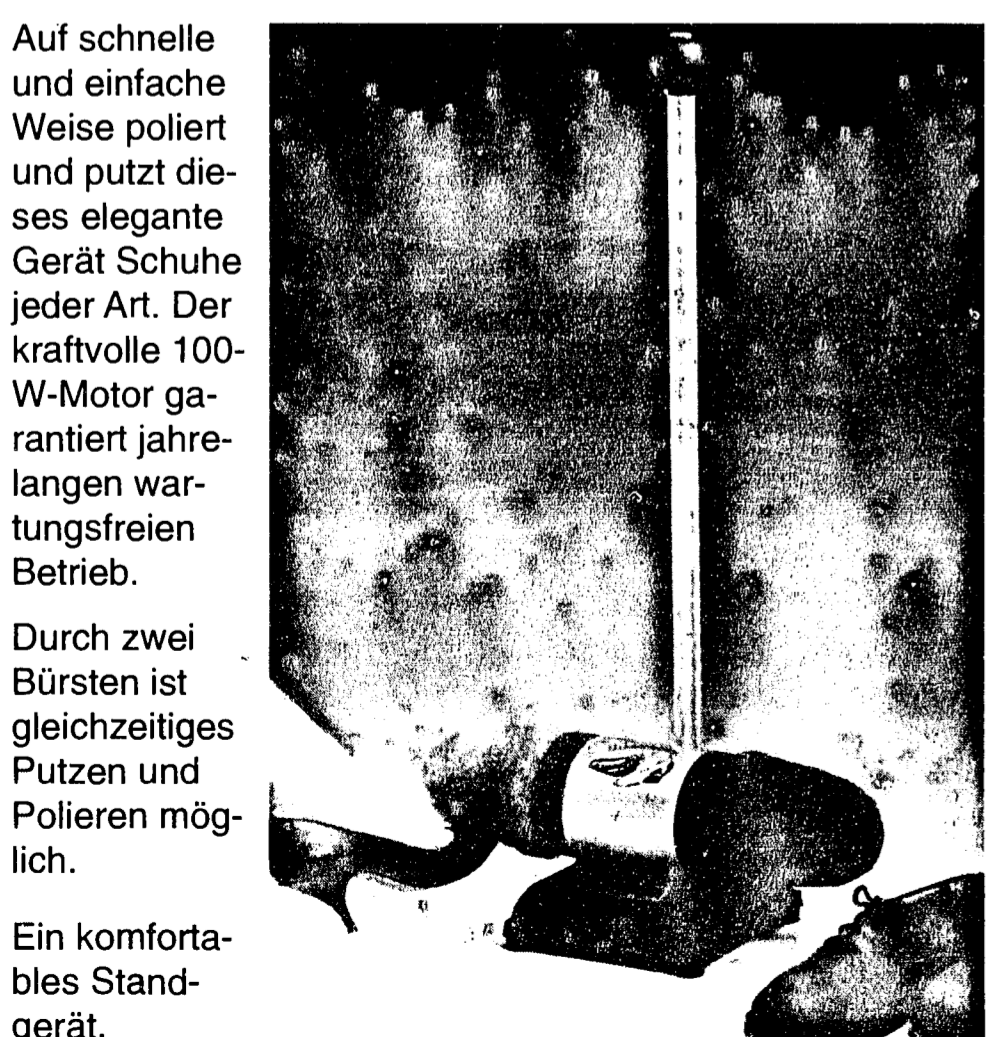 Auf schnelle
und einfache
Weise poliert
und putzt die-
ses elegante
Gerät Schuhe
jeder Art. Der
kraftvolle 100-
W-Motor ga-
rantiert jahre-
langen war-
tungsfreien
Betrieb.
Durch zwei
Bürsten ist
gleichzeitiges
Putzen und
Polieren mög-
lich.
Ein komforta-
bles Stand-
gerät.